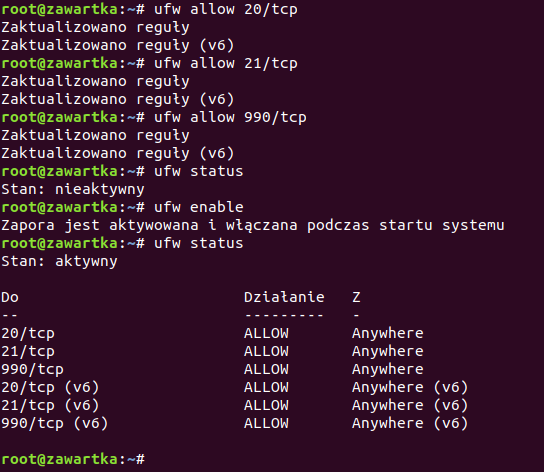 root@zawartka:~# ufw allow 20/tcp
Zaktualizowano reguły
Zaktualizowano reguły (v6)
root@zawartka:~# ufw allow 21/tcp
Zaktualizowano reguły
Zaktualizowano reguły (v6)
root@zawartka:~# ufw allow 990/tcp
Zaktualizowano reguły
Zaktualizowano reguły (v6)
root@zawartka:~# ufw status
Stan: nieaktywny
root@zawartka:~# ufw enable
Zapora jest aktywowana i włączana podczas startu systemu
root@zawartka:~# ufw status
Stan: aktywny
Do                         Działanie   Z
--                         ---------   -
20/tcp                     ALLOW       Anywhere
21/tcp                     ALLOW       Anywhere
990/tcp                    ALLOW       Anywhere
20/tcp (v6)                ALLOW       Anywhere (v6)
21/tcp (v6)                ALLOW       Anywhere (v6)
990/tcp (v6)               ALLOW       Anywhere (v6)
root@zawartka:~#